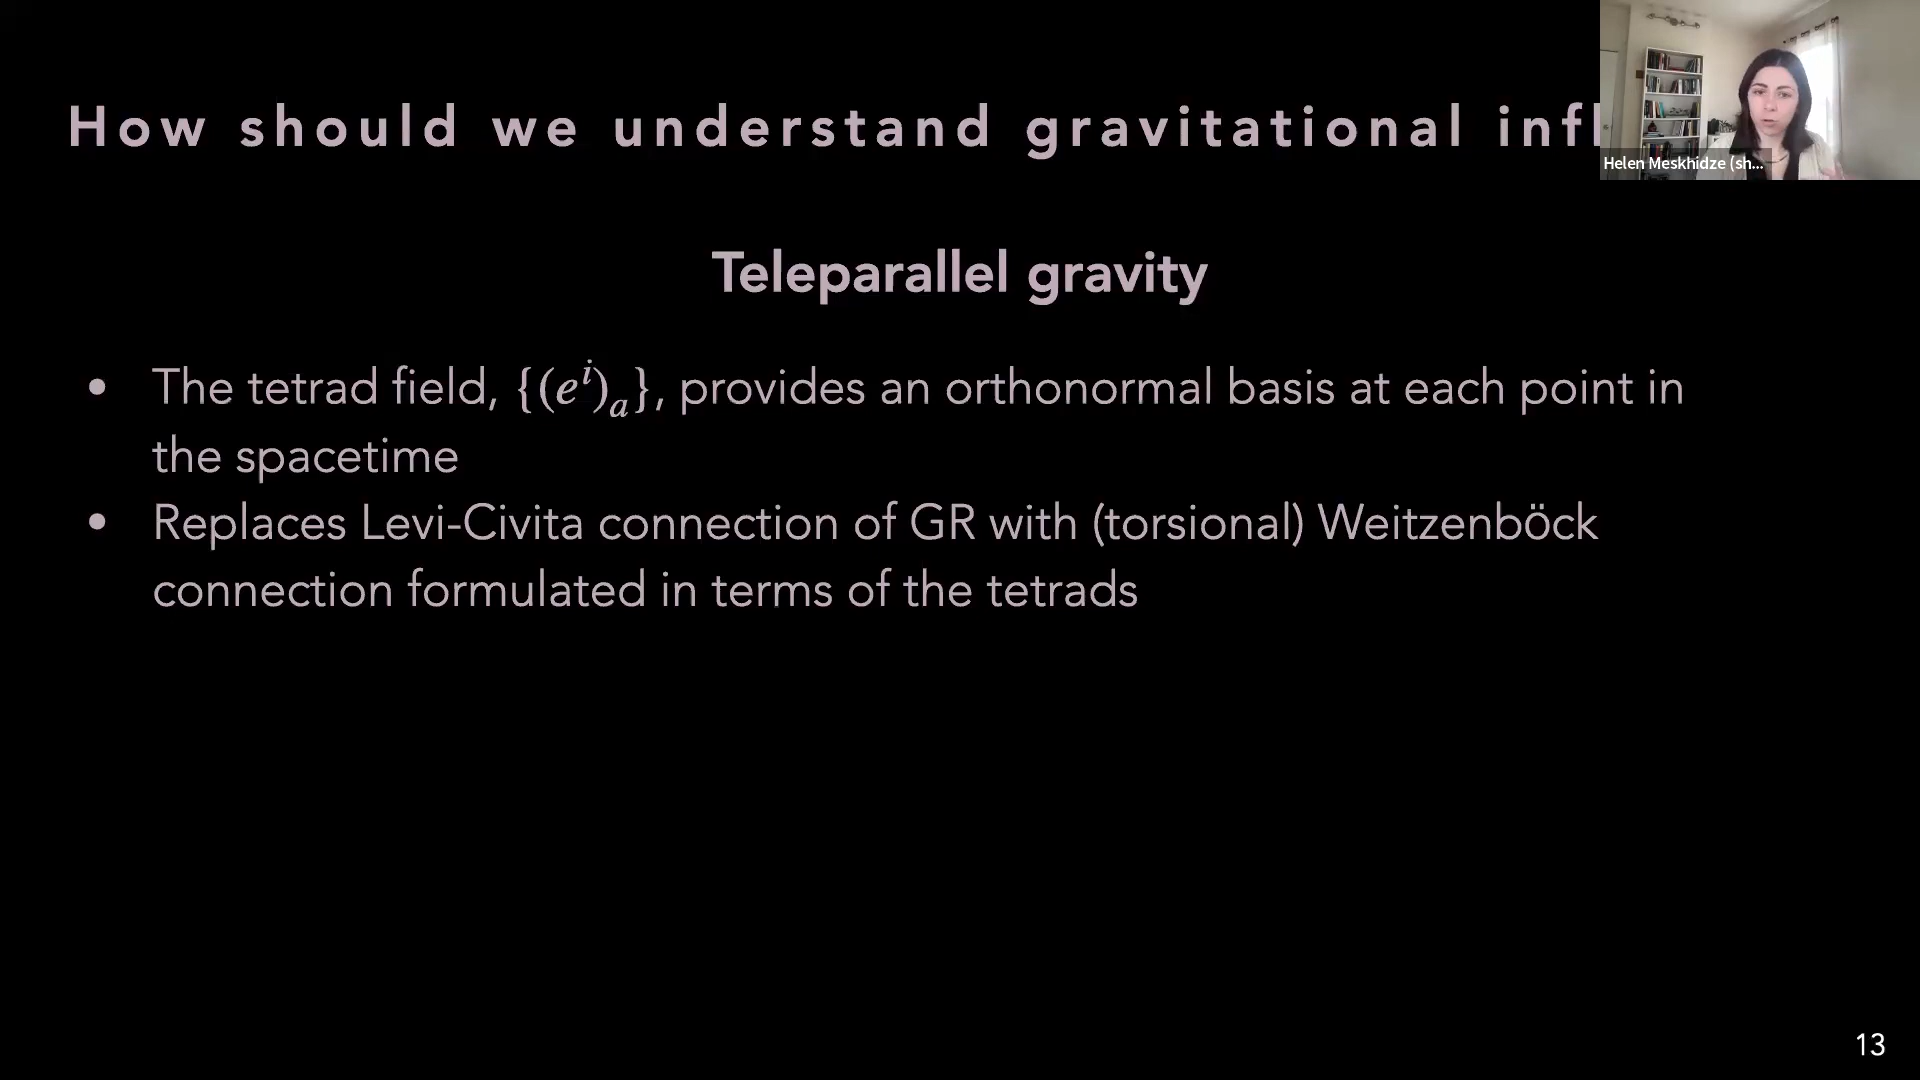 How should we understand gravitational infl
Helen Meskhidze (sh...
Teleparallel gravity
• The tetrad field, {(eⁱ)ₐ}, provides an orthonormal basis at each point in
the spacetime
• Replaces Levi-Civita connection of GR with (torsional) Weitzenböck
connection formulated in terms of the tetrads
13